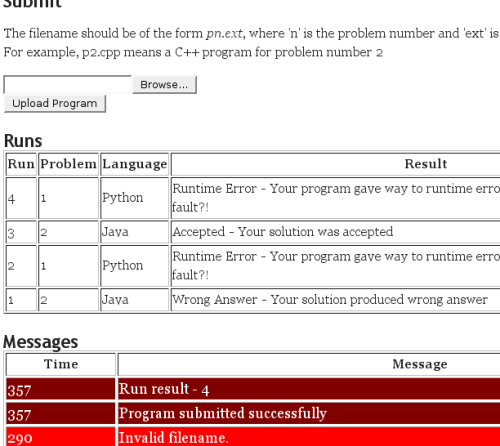 Submit
The filename should be of the form pn.ext, where 'n' is the problem number and 'ext' is
For example, p2.cpp means a C++ program for problem number 2
Browse...
Upload Program
Runs
Run Problem Language Result
4 1 Python Runtime Error - Your program gave way to runtime erro
fault?!
3 2 Java Accepted - Your solution was accepted
2 1 Python Runtime Error - Your program gave way to runtime erro
fault?!
1 2 Java Wrong Answer - Your solution produced wrong answer
Messages
Time Message
357 Run result - 4
357 Program submitted successfully
290 Invalid filename.